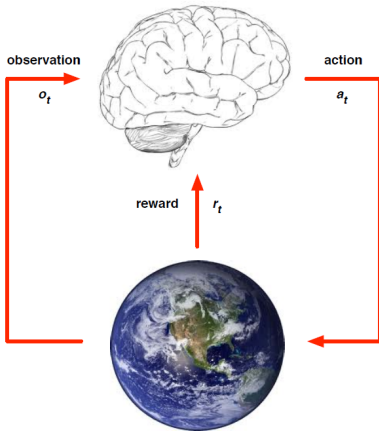 observation
action
o_t
a_t
reward
r_t